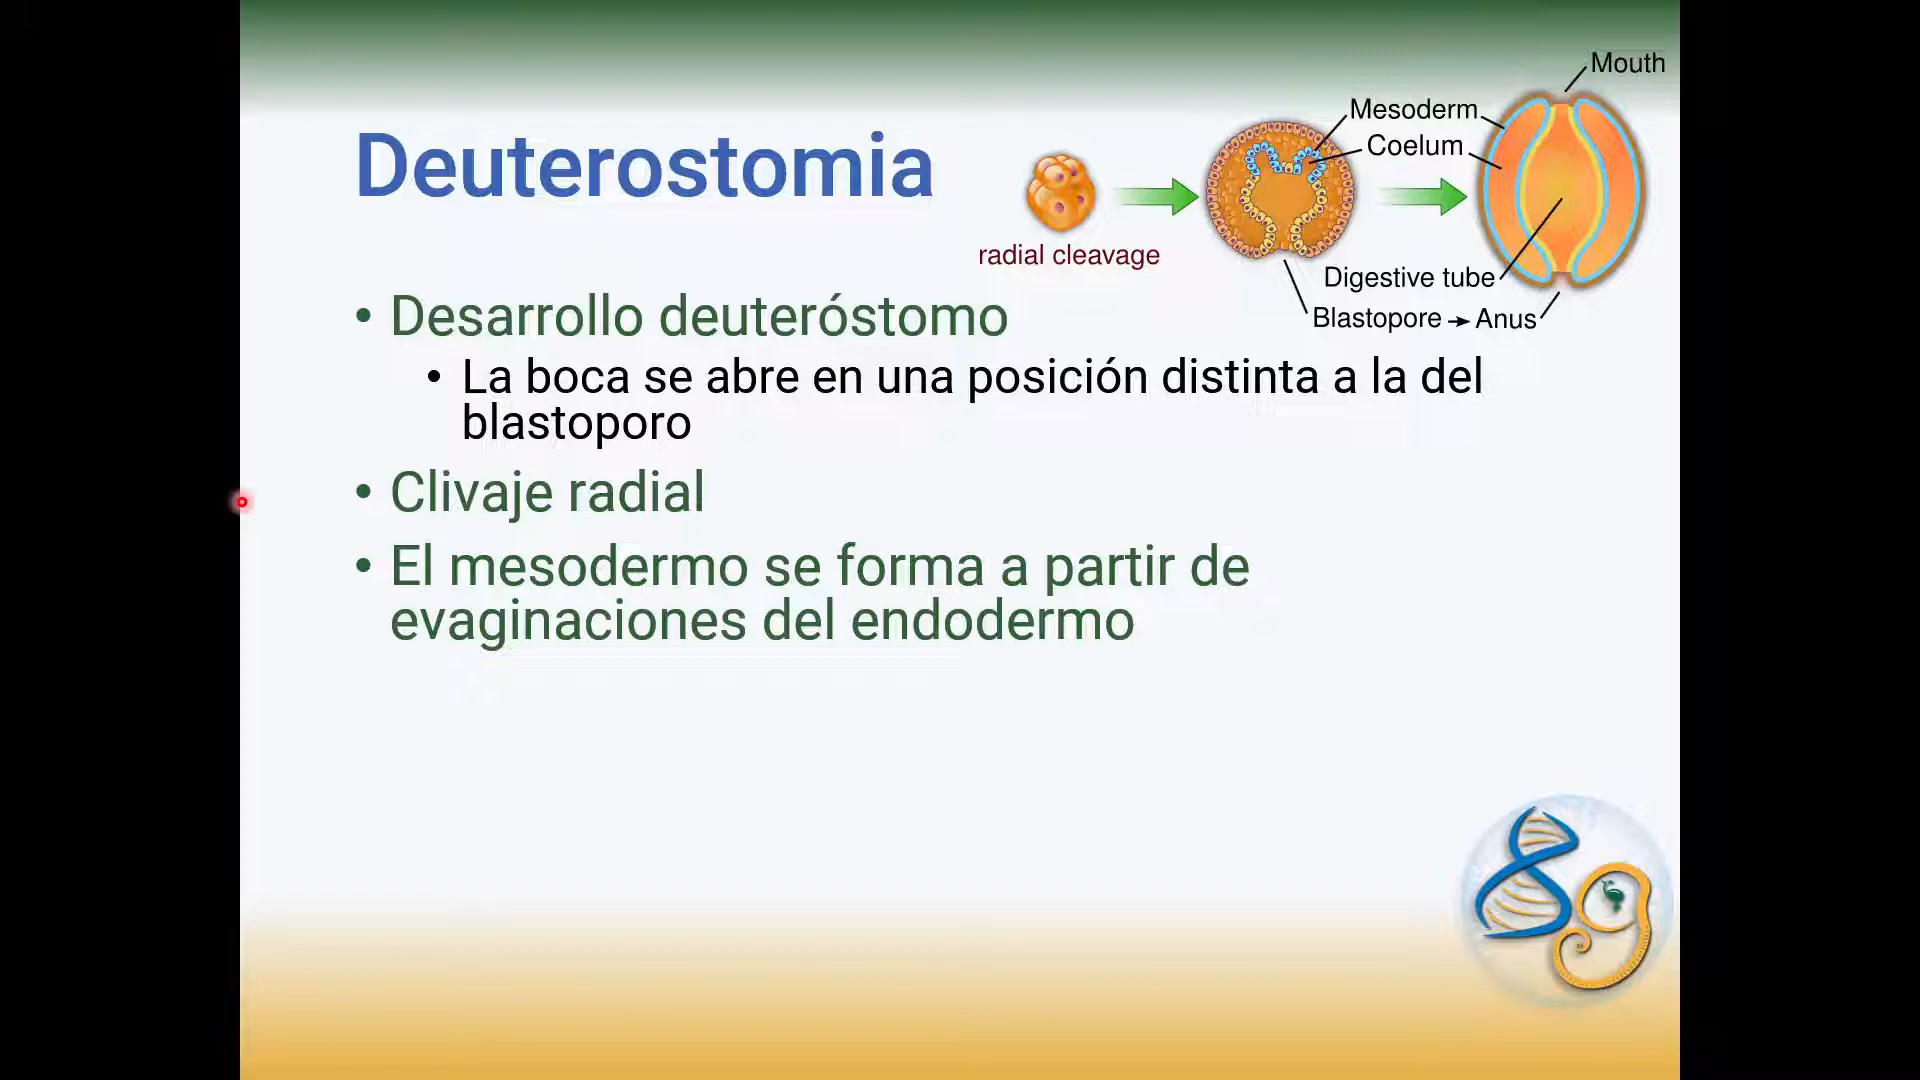 Deuterostomia
Mouth
Mesoderm
Coelum
radial cleavage
Digestive tube
Blastopore → Anus
• Desarrollo deuteróstomo
• La boca se abre en una posición distinta a la del
blastoporo
• Clivaje radial
• El mesodermo se forma a partir de
evaginaciones del endodermo